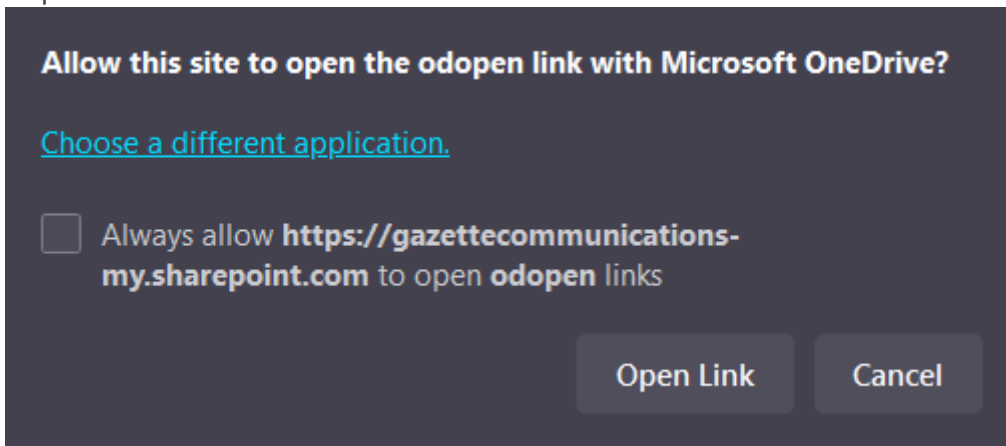 Allow this site to open the odopen link with Microsoft OneDrive?
Choose a different application.
Always allow https://gazettecommunications-
my.sharepoint.com to open odopen links
Open Link Cancel